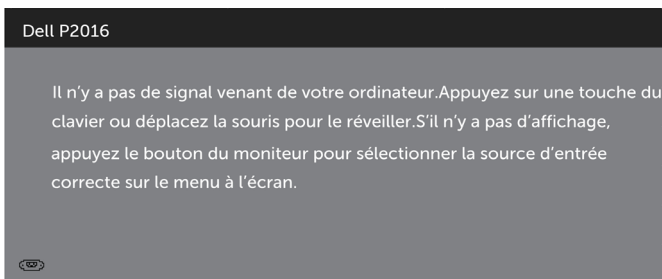 Dell P2016
Il n’y a pas de signal venant de votre ordinateur.Appuyez sur une touche du
clavier ou déplacez la souris pour le réveiller.S’il n’y a pas d’affichage,
appuyez le bouton du moniteur pour sélectionner la source d’entrée
correcte sur le menu à l’écran.